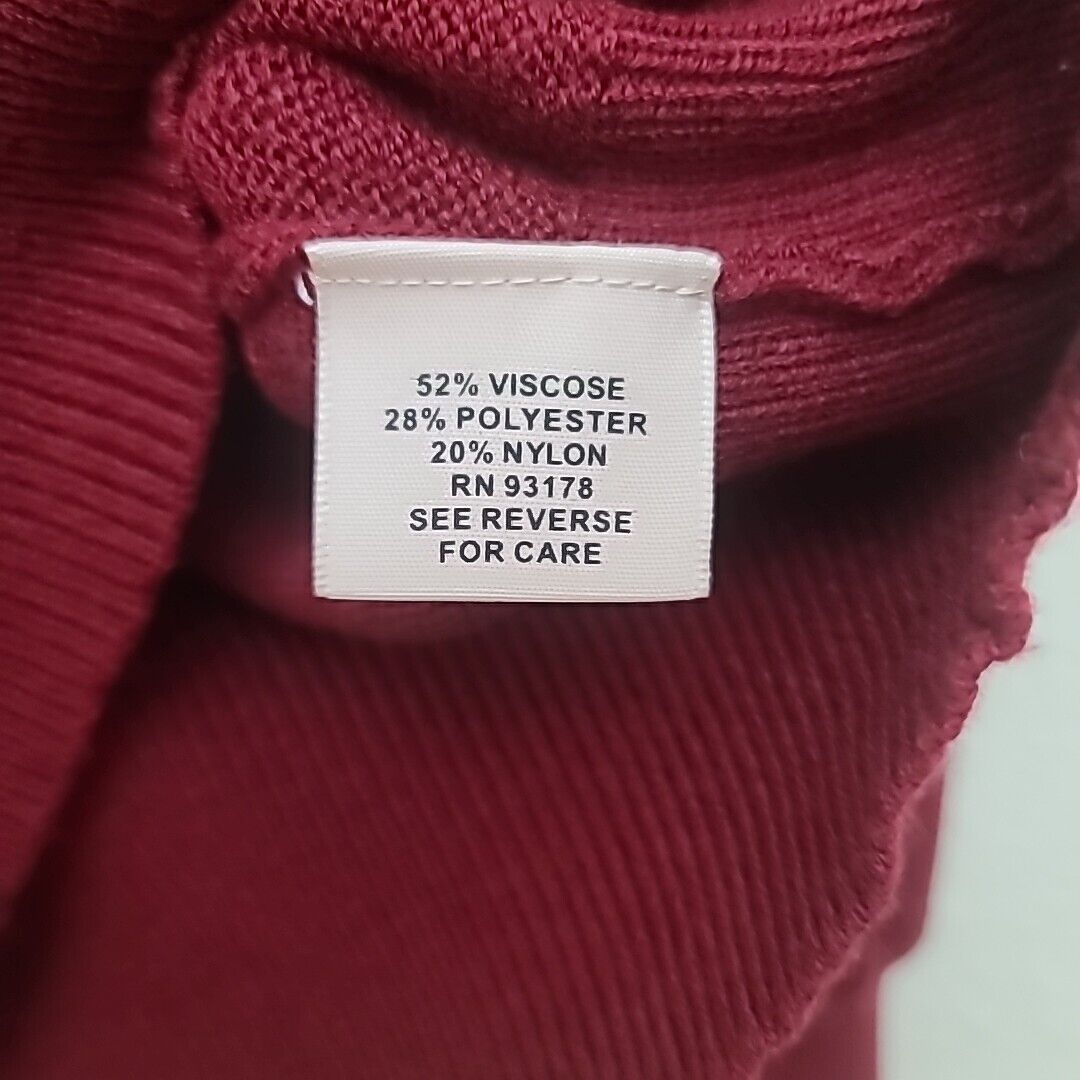 52% VISCOSE
28% POLYESTER
20% NYLON
RN 93178
SEE REVERSE
FOR CARE